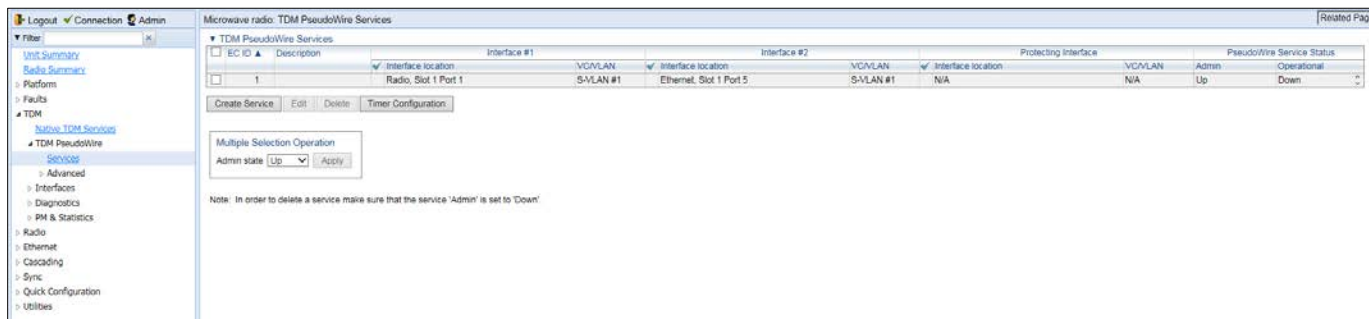 Logout Connection Admin
Filter
Unit Summary
Radio Summary
Platform
Faults
TDM
Native TDM Services
TDM PseudoWire
Services
Advanced
Interfaces
Diagnostics
PM & Statistics
Radio
Ethernet
Cascading
Sync
Quick Configuration
Utilities
Microwave radio: TDM PseudoWire Services
Related Pag
TDM PseudoWire Services
EC ID ▲ Description Interface #1 Interface #2 Protecting Interface PseudoWire Service Status
Interface location VC/VLAN Interface location VC/VLAN Interface location VC/VLAN Admin Operational
1 Radio, Slot 1 Port 1 S-VLAN #1 Ethernet, Slot 1 Port 5 S-VLAN #1 N/A N/A Up Down
Create Service Edit Delete Timer Configuration
Multiple Selection Operation
Admin state Up Apply
Note: In order to delete a service make sure that the service 'Admin' is set to 'Down'